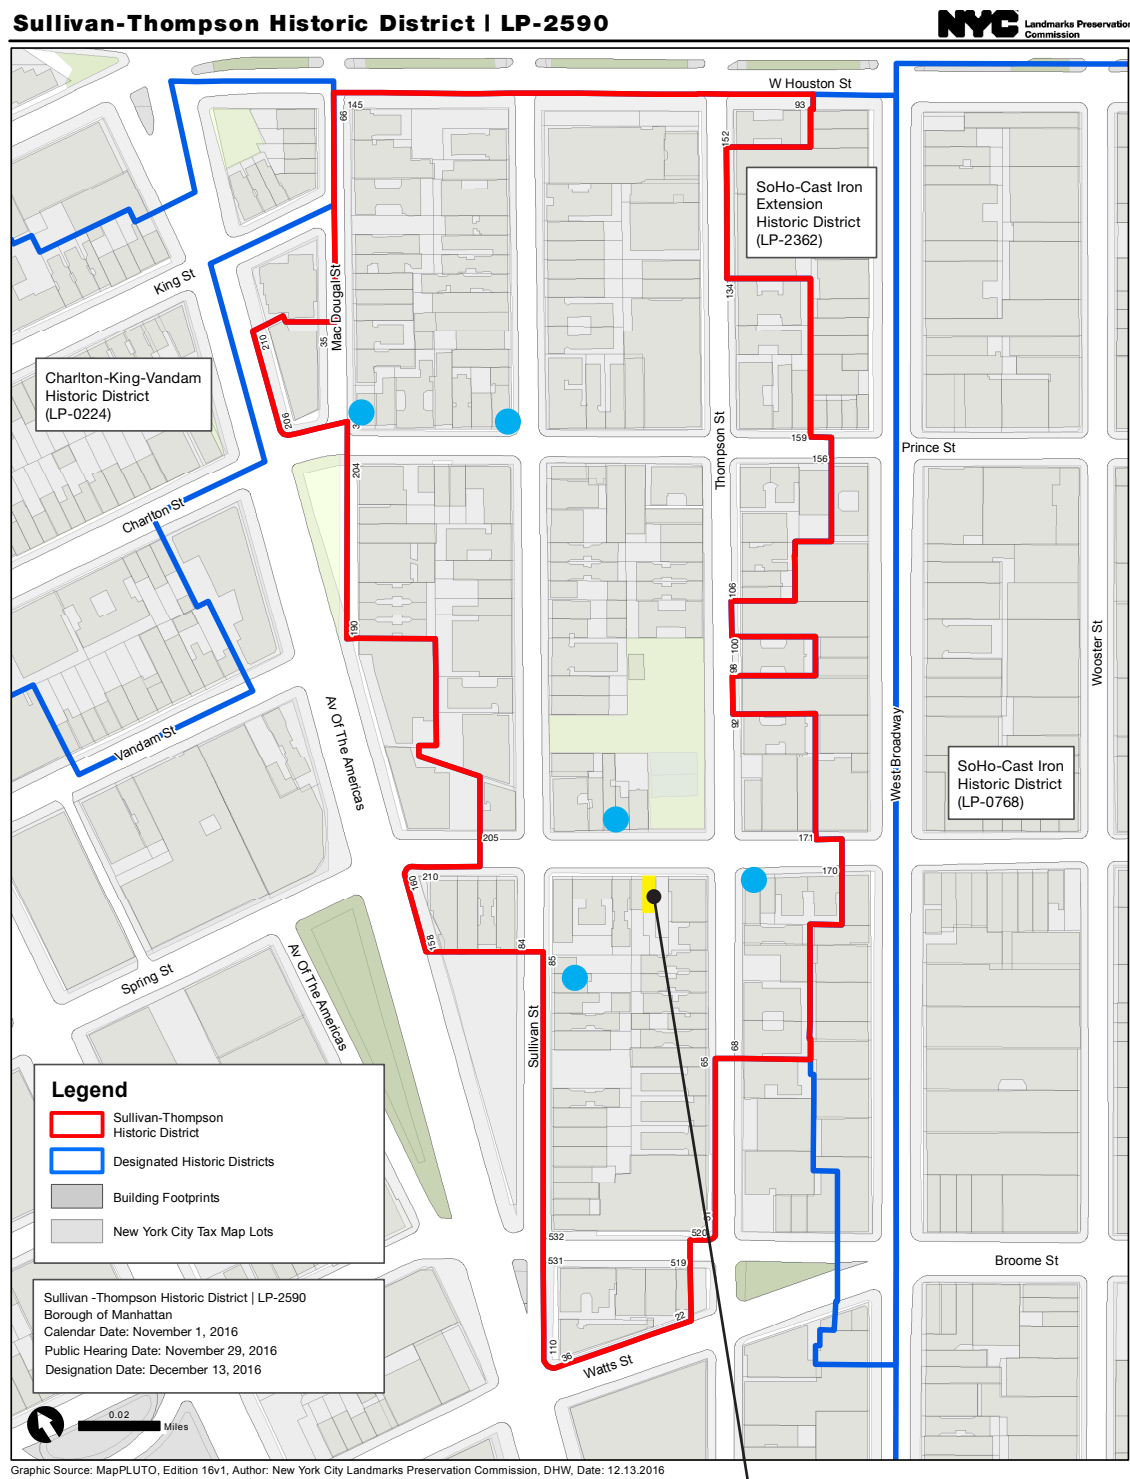 Sullivan-Thompson Historic District | LP-2590
NYC
Landmarks Preservation
Commission
W Houston St
145
66
93
152
SoHo-Cast Iron
Extension
Historic District
(LP-2362)
King St
Mac Dougal St
134
210
35
Charlton-King-Vandam
Historic District
(LP-0224)
206
3
Thompson St
159
Prince St
156
204
Charlton St
106
190
100
98
Wooster St
92
Av Of The Americas
Vandam St
West Broadway
SoHo-Cast Iron
Historic District
(LP-0768)
205
171
170
160
210
158
84
85
Av Of The Americas
Spring St
Sullivan St
68
65
Legend
Sullivan-Thompson
Historic District
Designated Historic Districts
Building Footprints
New York City Tax Map Lots
532
520
531
519
Broome St
Sullivan -Thompson Historic District | LP-2590
Borough of Manhattan
Calendar Date: November 1, 2016
Public Hearing Date: November 29, 2016
Designation Date: December 13, 2016
22
110
36
Watts St
0.02
Miles
Graphic Source: MapPLUTO, Edition 16v1, Author: New York City Landmarks Preservation Commission, DHW, Date: 12.13.2016